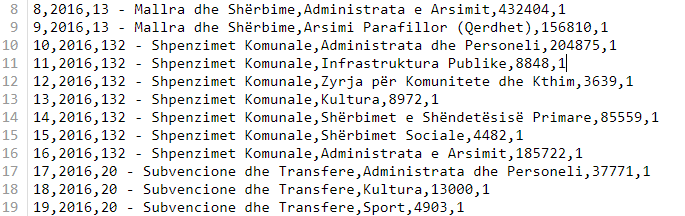 8 8,2016,13 - Mallra dhe Shërbime,Administrata e Arsimit,432404,1
9 9,2016,13 - Mallra dhe Shërbime,Arsimi Parafillor (Qerdhet),156810,1
10 10,2016,132 - Shpenzimet Komunale,Administrata dhe Personeli,204875,1
11 11,2016,132 - Shpenzimet Komunale,Infrastruktura Publike,8848,1
12 12,2016,132 - Shpenzimet Komunale,Zyrja për Komunitete dhe Kthim,3639,1
13 13,2016,132 - Shpenzimet Komunale,Kultura,8972,1
14 14,2016,132 - Shpenzimet Komunale,Shërbimet e Shëndetësisë Primare,85559,1
15 15,2016,132 - Shpenzimet Komunale,Shërbimet Sociale,4482,1
16 16,2016,132 - Shpenzimet Komunale,Administrata e Arsimit,185722,1
17 17,2016,20 - Subvencione dhe Transfere,Administrata dhe Personeli,37771,1
18 18,2016,20 - Subvencione dhe Transfere,Kultura,13000,1
19 19,2016,20 - Subvencione dhe Transfere,Sport,4903,1